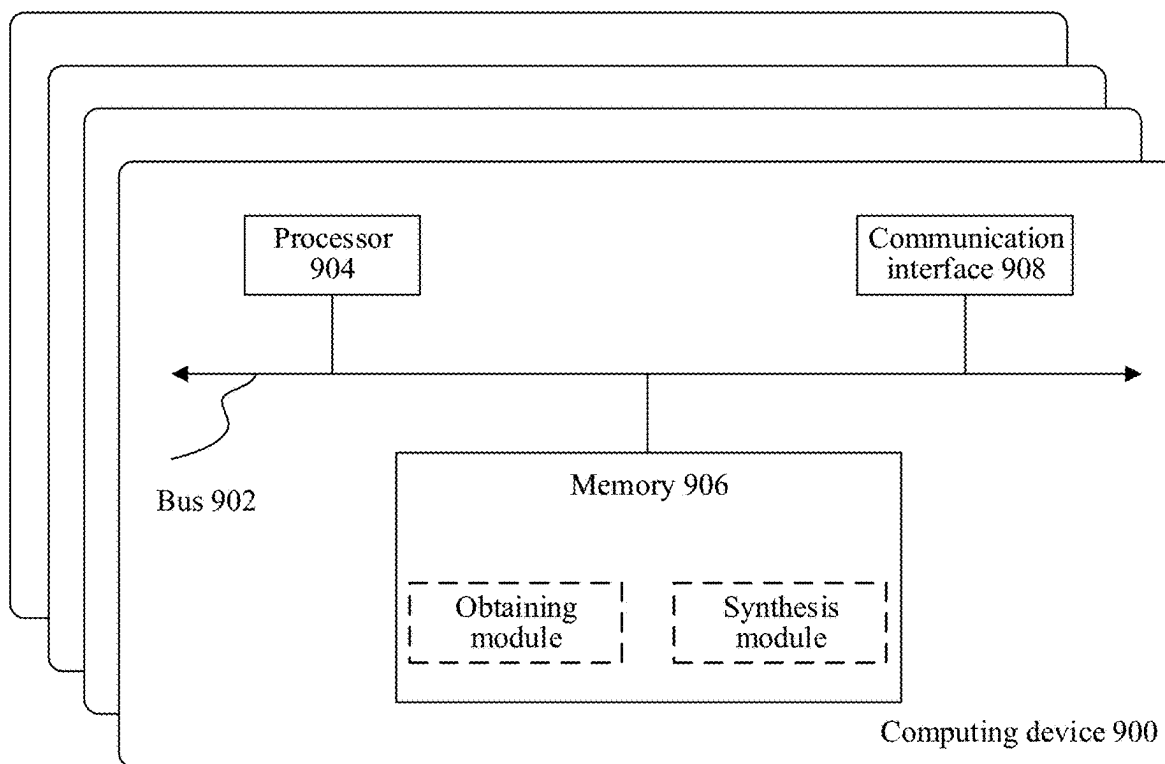 Processor
904
Communication
interface 908
Bus 902
Memory 906
Obtaining
module
Synthesis
module
Computing device 900